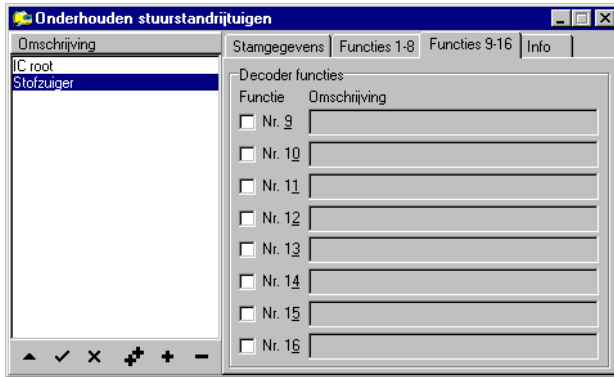 Onderhouden stuurstandrijtuigen
Omschrijving
IC root
Stofzuiger
Stamgegevens Functies 1-8 Functies 9-16 Info
Decoder functies
Functie Omschrijving
Nr. 9
Nr. 10
Nr. 11
Nr. 12
Nr. 13
Nr. 14
Nr. 15
Nr. 16